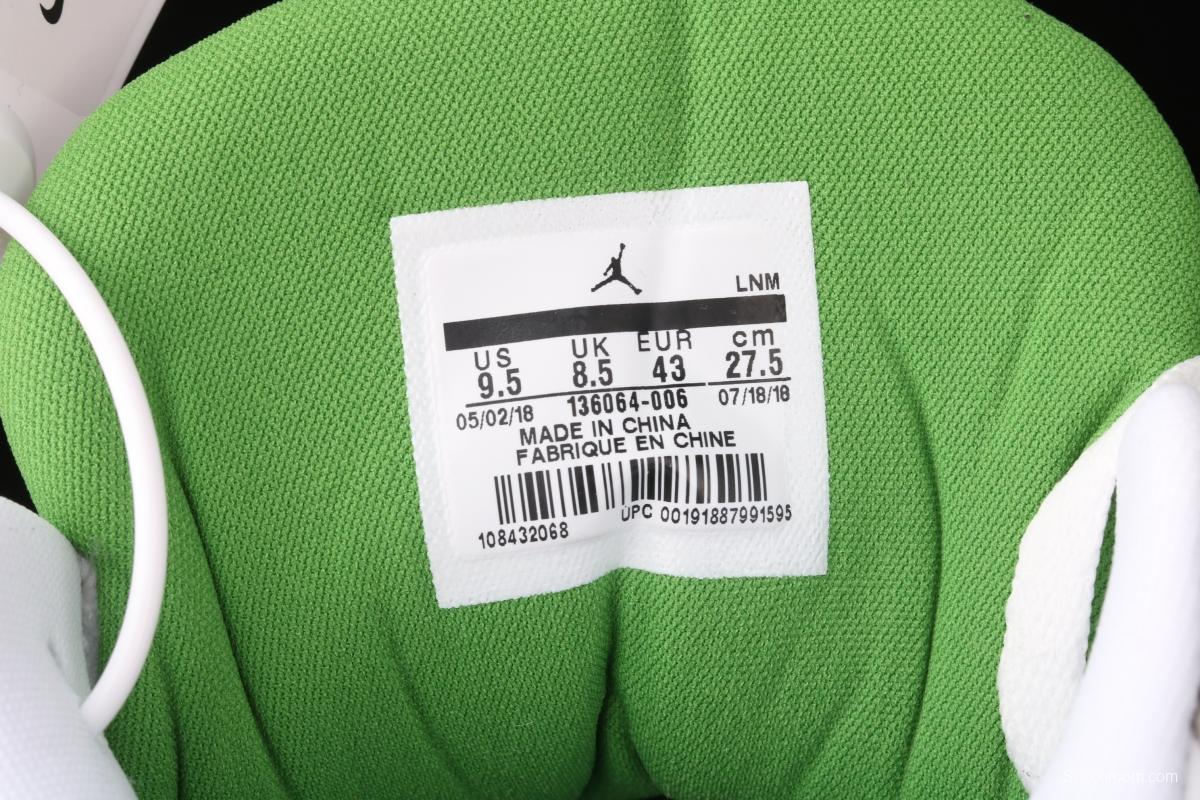 LNM
US UK EUR cm
9.5 8.5 43 27.5
05/02/18 136064-006 07/18/18
MADE IN CHINA
FABRIQUE EN CHINE
108432068 UPC 00191887991595